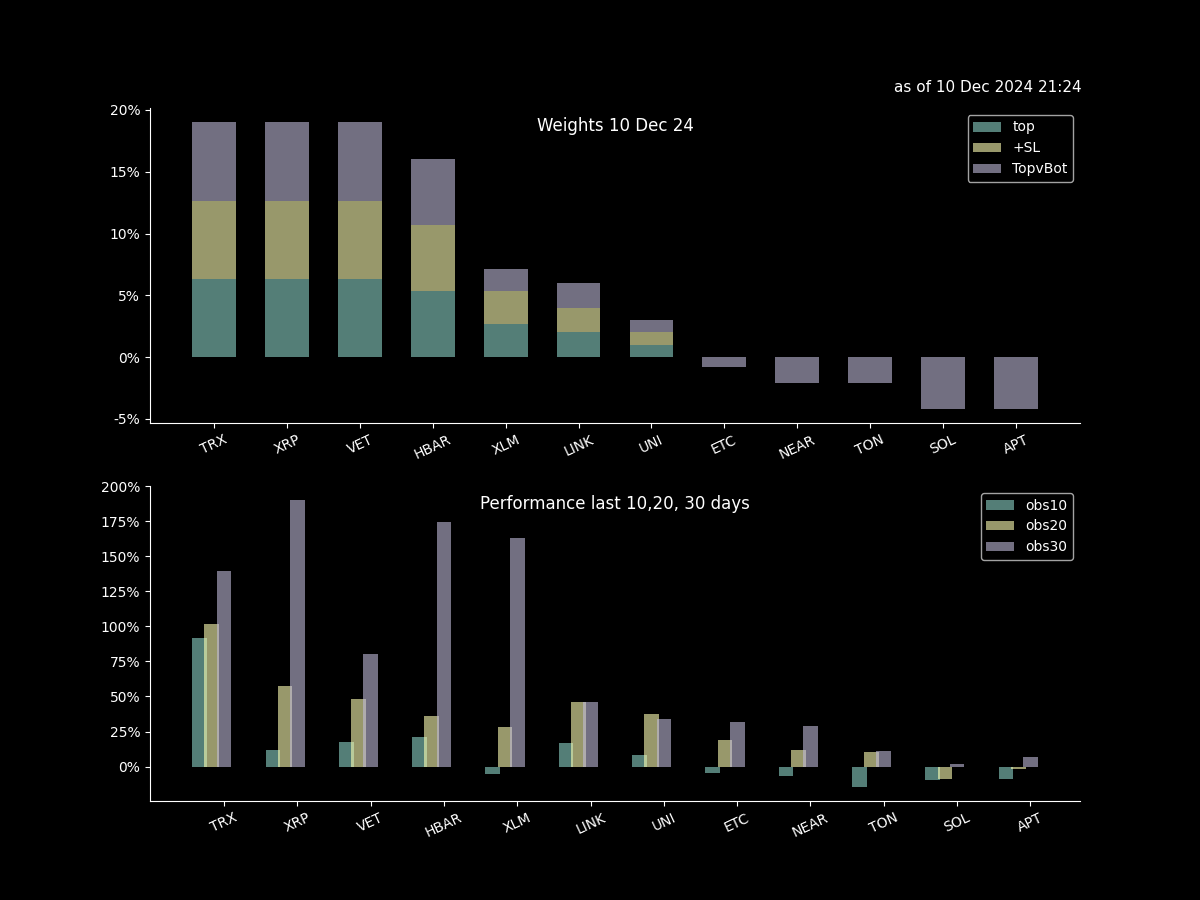 as of 10 Dec 2024 21:24
Weights 10 Dec 24
top
+SL
TopvBot
20%
15%
10%
5%
0%
-5%
TRX XRP VET HBAR XLM LINK UNI ETC NEAR TON SOL APT
Performance last 10,20, 30 days
obs10
obs20
obs30
200%
175%
150%
125%
100%
75%
50%
25%
0%
TRX XRP VET HBAR XLM LINK UNI ETC NEAR TON SOL APT